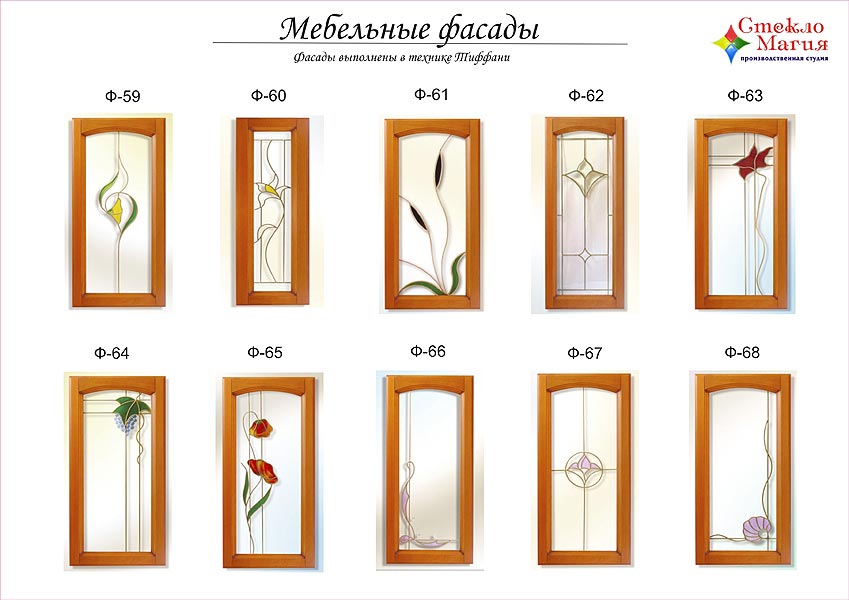 Мебельные фасады
Фасады выполнены в технике Тиффани
Стекло
Магия
производственная студия
Ф-59 Ф-60 Ф-61 Ф-62 Ф-63
Ф-64 Ф-65 Ф-66 Ф-67 Ф-68